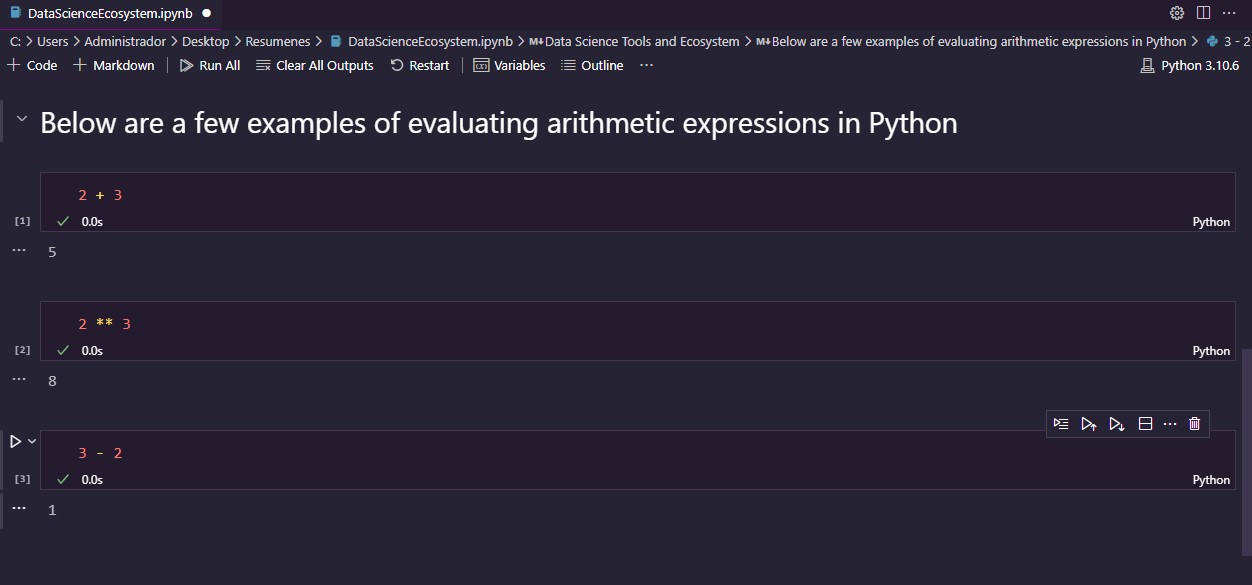 DataScienceEcosystem.ipynb
C: > Users > Administrador > Desktop > Resumenes > DataScienceEcosystem.ipynb > M↓Data Science Tools and Ecosystem > M↓Below are a few examples of evaluating arithmetic expressions in Python > 3 - 2
+ Code + Markdown | Run All Clear All Outputs Restart | Variables Outline ... Python 3.10.6
Below are a few examples of evaluating arithmetic expressions in Python
2 + 3
[1] ✓ 0.0s Python
... 5
2 ** 3
[2] ✓ 0.0s Python
... 8
3 - 2
[3] ✓ 0.0s Python
... 1